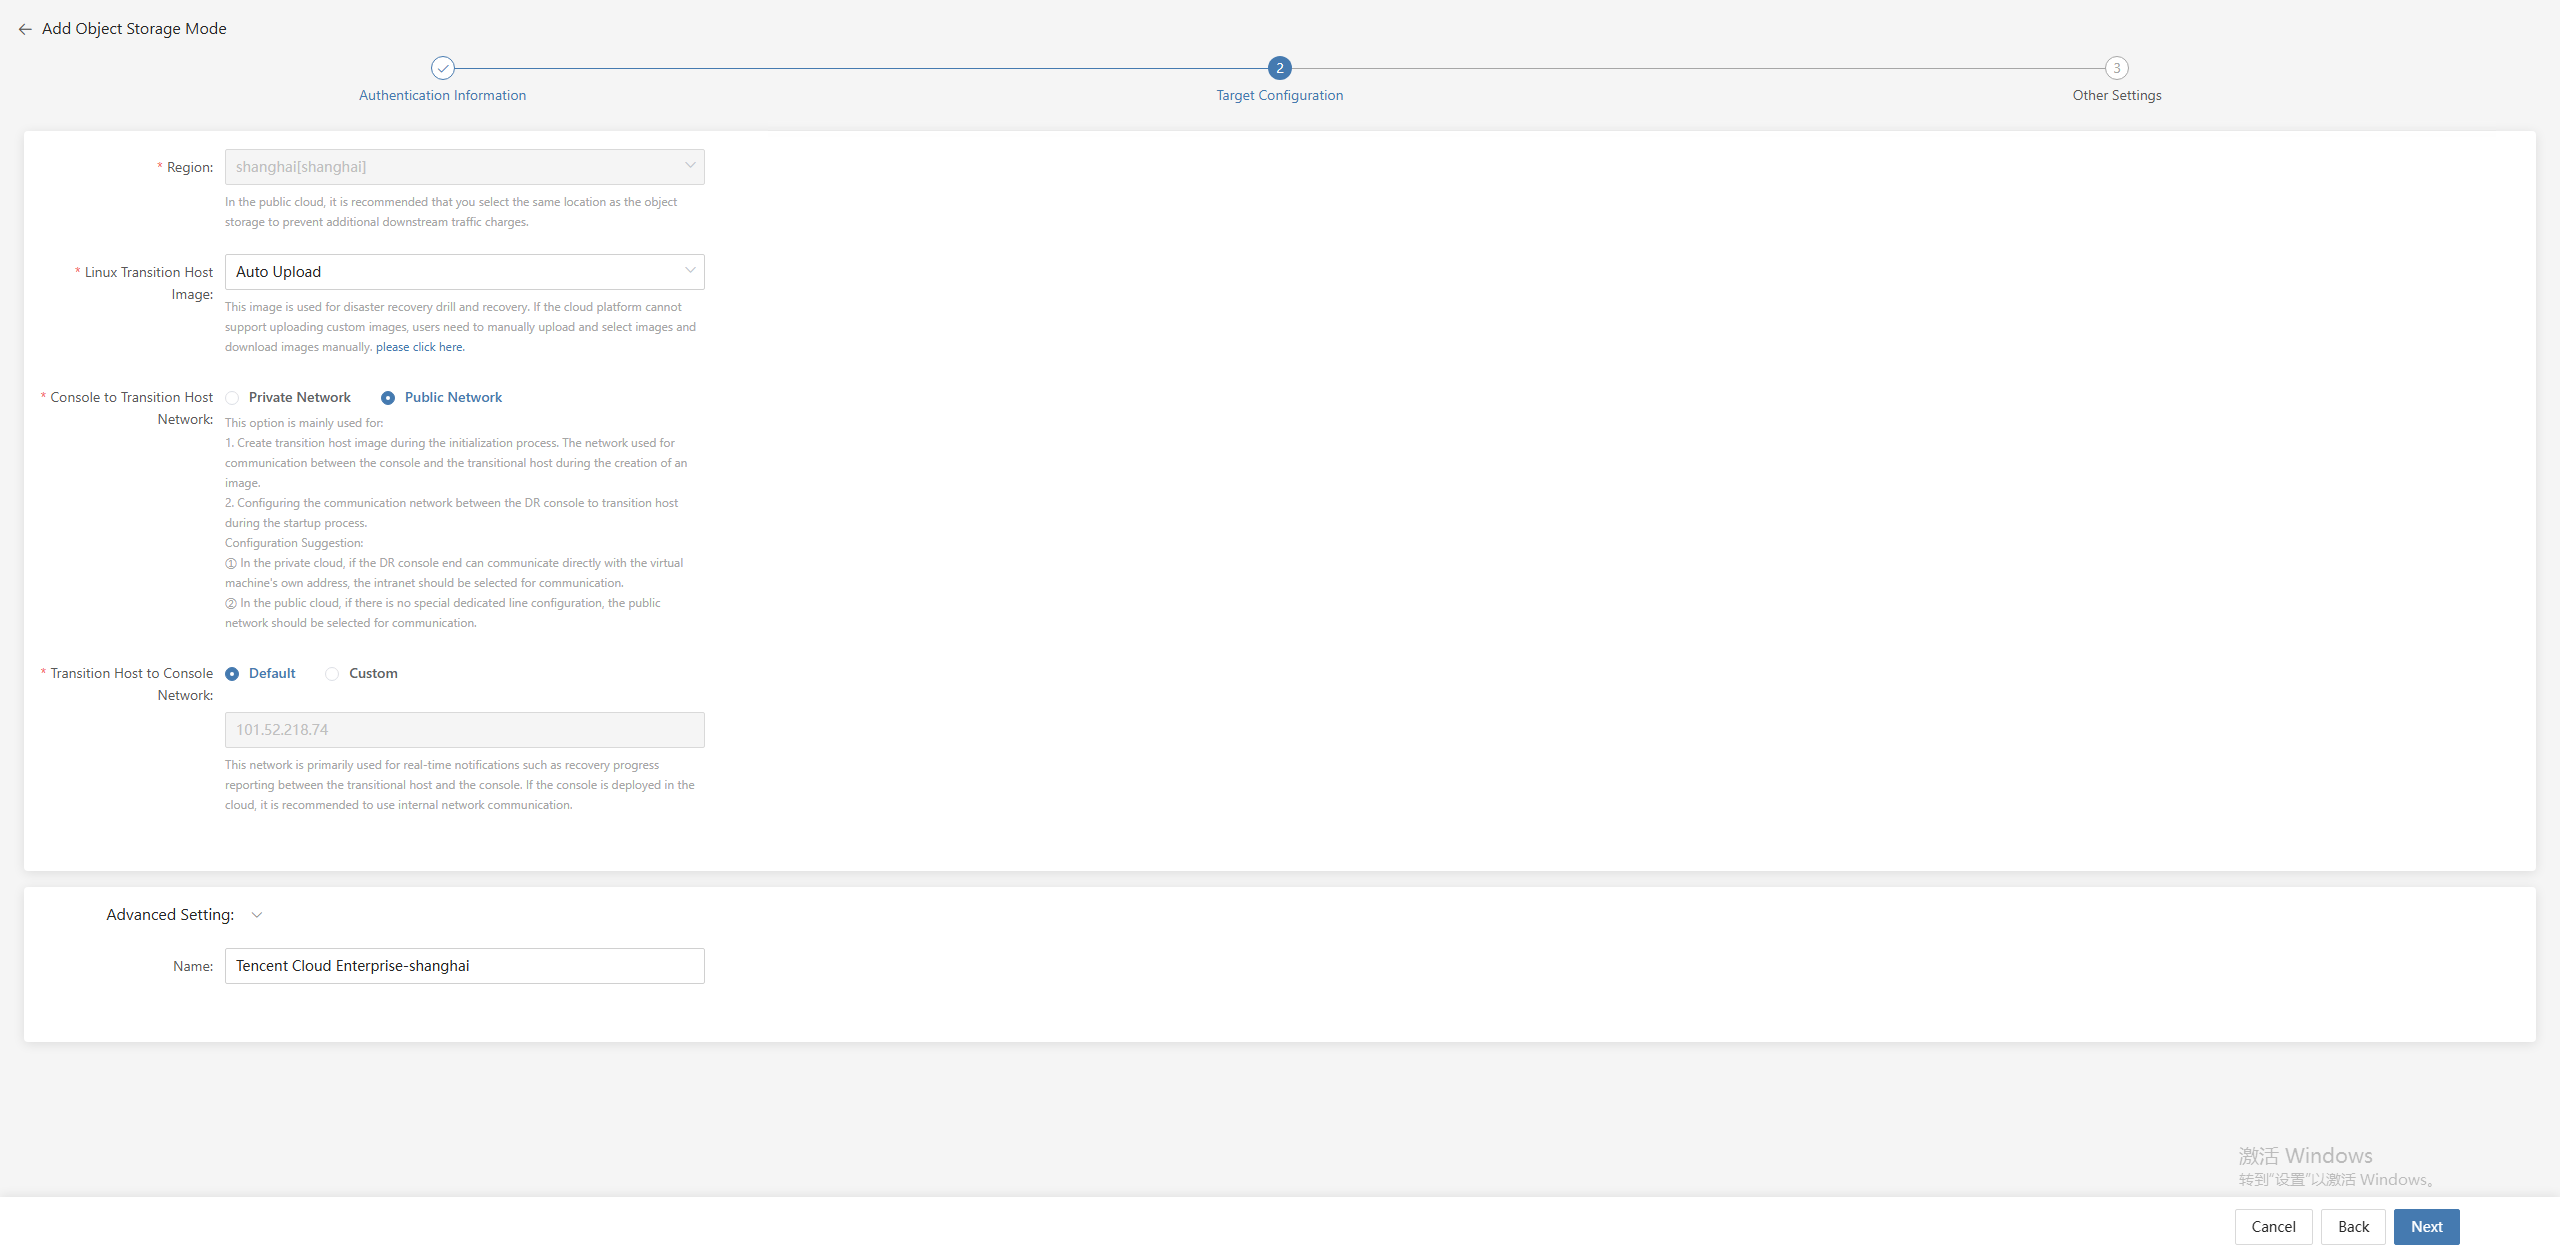 Add Object Storage Mode
2
3
Authentication Information
Target Configuration
Other Settings
* Region:
shanghai[shanghai]
In the public cloud, it is recommended that you select the same location as the object
storage to prevent additional downstream traffic charges.
* Linux Transition Host
Image:
Auto Upload
This image is used for disaster recovery drill and recovery. If the cloud platform cannot
support uploading custom images, users need to manually upload and select images and
download images manually. please click here.
* Console to Transition Host
Network:
Private Network
Public Network
This option is mainly used for:
1. Create transition host image during the initialization process. The network used for
communication between the console and the transitional host during the creation of an
image.
2. Configuring the communication network between the DR console to transition host
during the startup process.
Configuration Suggestion:
① In the private cloud, if the DR console end can communicate directly with the virtual
machine's own address, the intranet should be selected for communication.
② In the public cloud, if there is no special dedicated line configuration, the public
network should be selected for communication.
* Transition Host to Console
Network:
Default
Custom
101.52.218.74
This network is primarily used for real-time notifications such as recovery progress
reporting between the transitional host and the console. If the console is deployed in the
cloud, it is recommended to use internal network communication.
Advanced Setting:
Name:
Tencent Cloud Enterprise-shanghai
激活 Windows
转到"设置"以激活 Windows。
Cancel
Back
Next